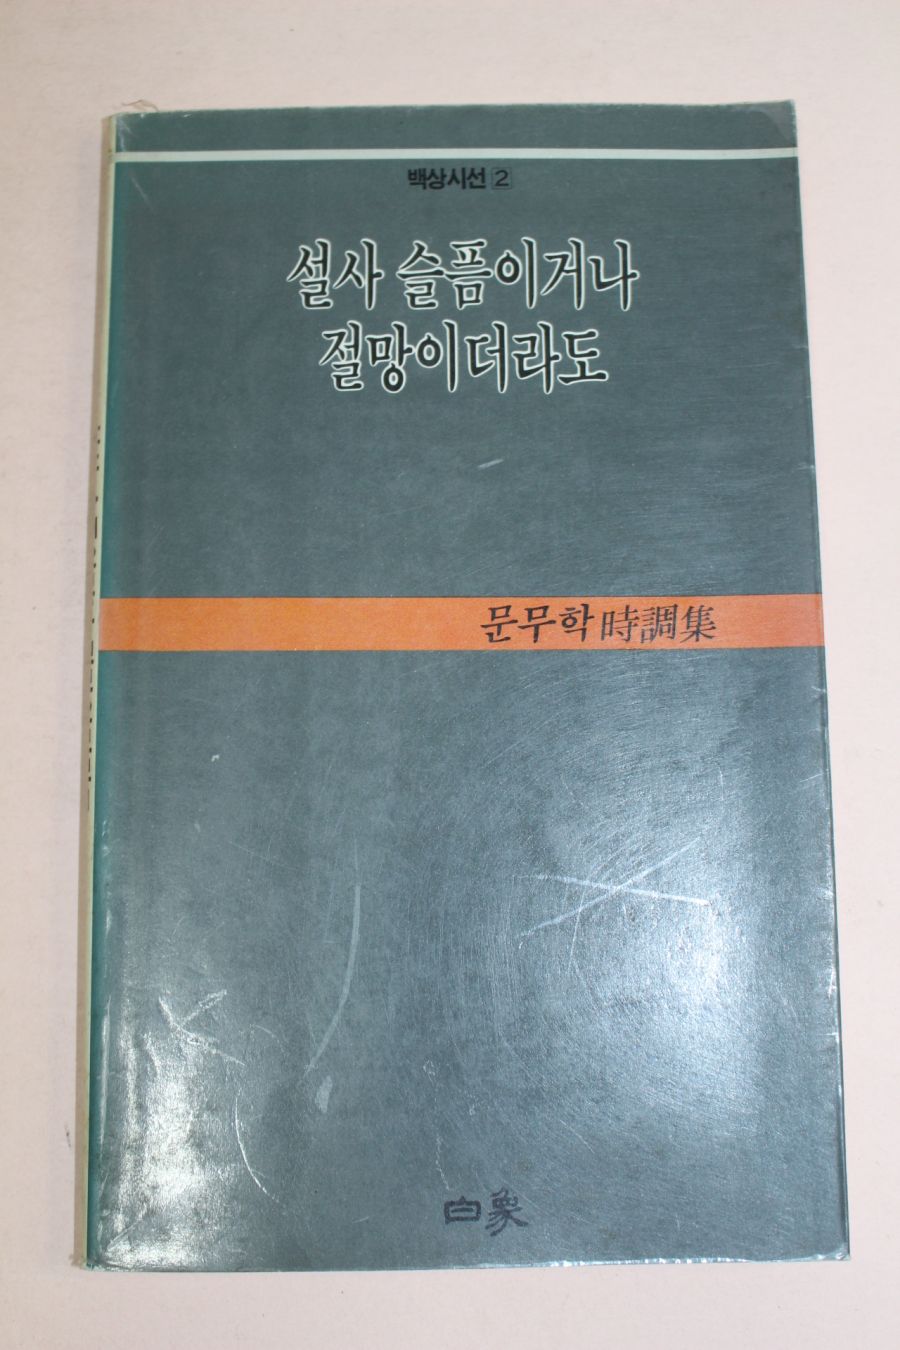 백상시선 2
설사 슬픔이거나
절망이더라도
문무학 時調集
白象